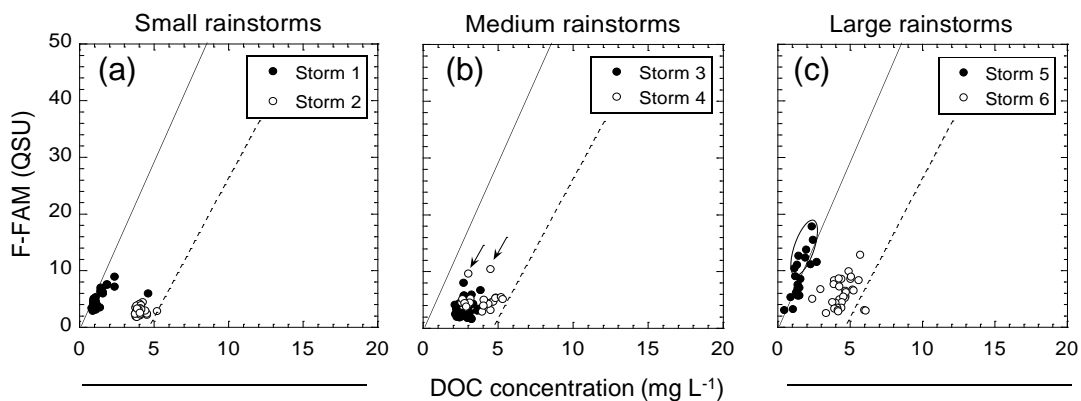 Small rainstorms
Medium rainstorms
Large rainstorms
F-FAM (QSU)
50
40
30
20
10
0
(a)
Storm 1
Storm 2
0 5 10 15 20
(b)
Storm 3
Storm 4
0 5 10 15 20
(c)
Storm 5
Storm 6
0 5 10 15 20
DOC concentration (mg L⁻¹)